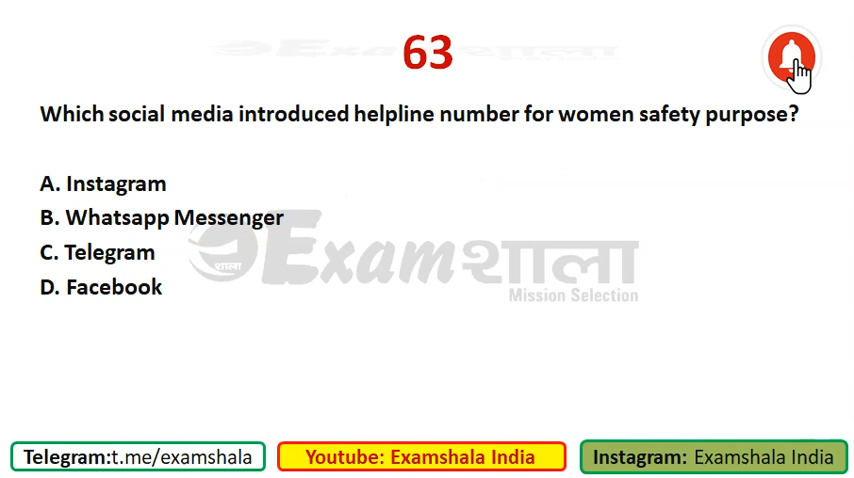 63
Which social media introduced helpline number for women safety purpose?
A. Instagram
B. Whatsapp Messenger
C. Telegram
D. Facebook
शाला Examशाला
Mission Selection
Telegram:t.me/examshala
Youtube: Examshala India
Instagram: Examshala India